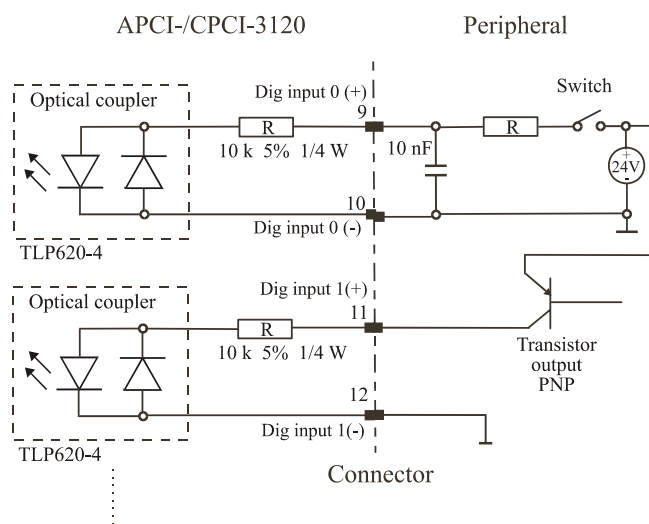 APCI-/CPCI-3120 Peripheral
Optical coupler
Dig input 0 (+)
9
R
10 k 5% 1/4 W
10 nF
R
Switch
+
24V
-
10
Dig input 0 (-)
TLP620-4
Optical coupler
Dig input 1(+)
11
R
10 k 5% 1/4 W
Transistor
output
PNP
12
Dig input 1(-)
TLP620-4
Connector